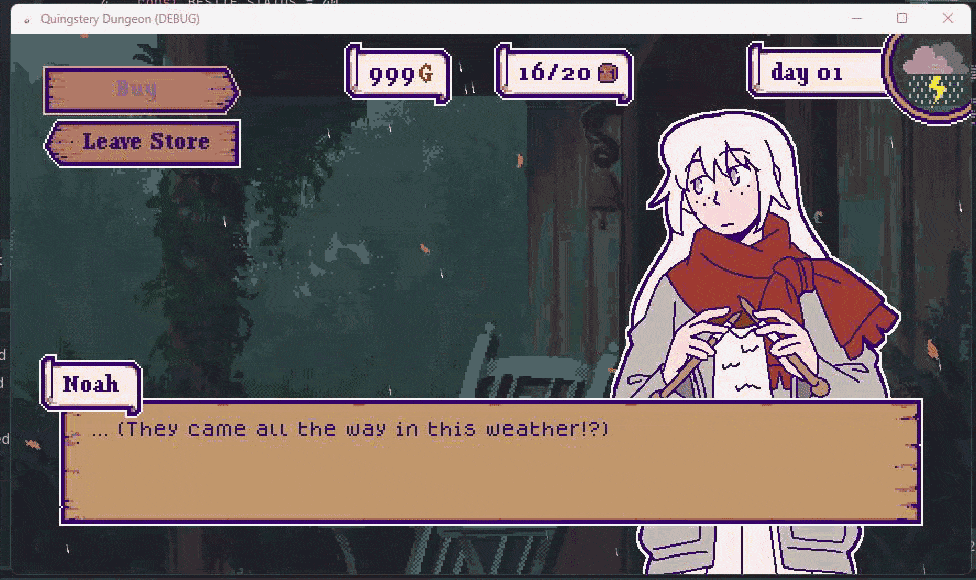 Quingstery Dungeon (DEBUG)
Buy
Leave Store
999G
16/20
day 01
Noah
... (They came all the way in this weather!?)